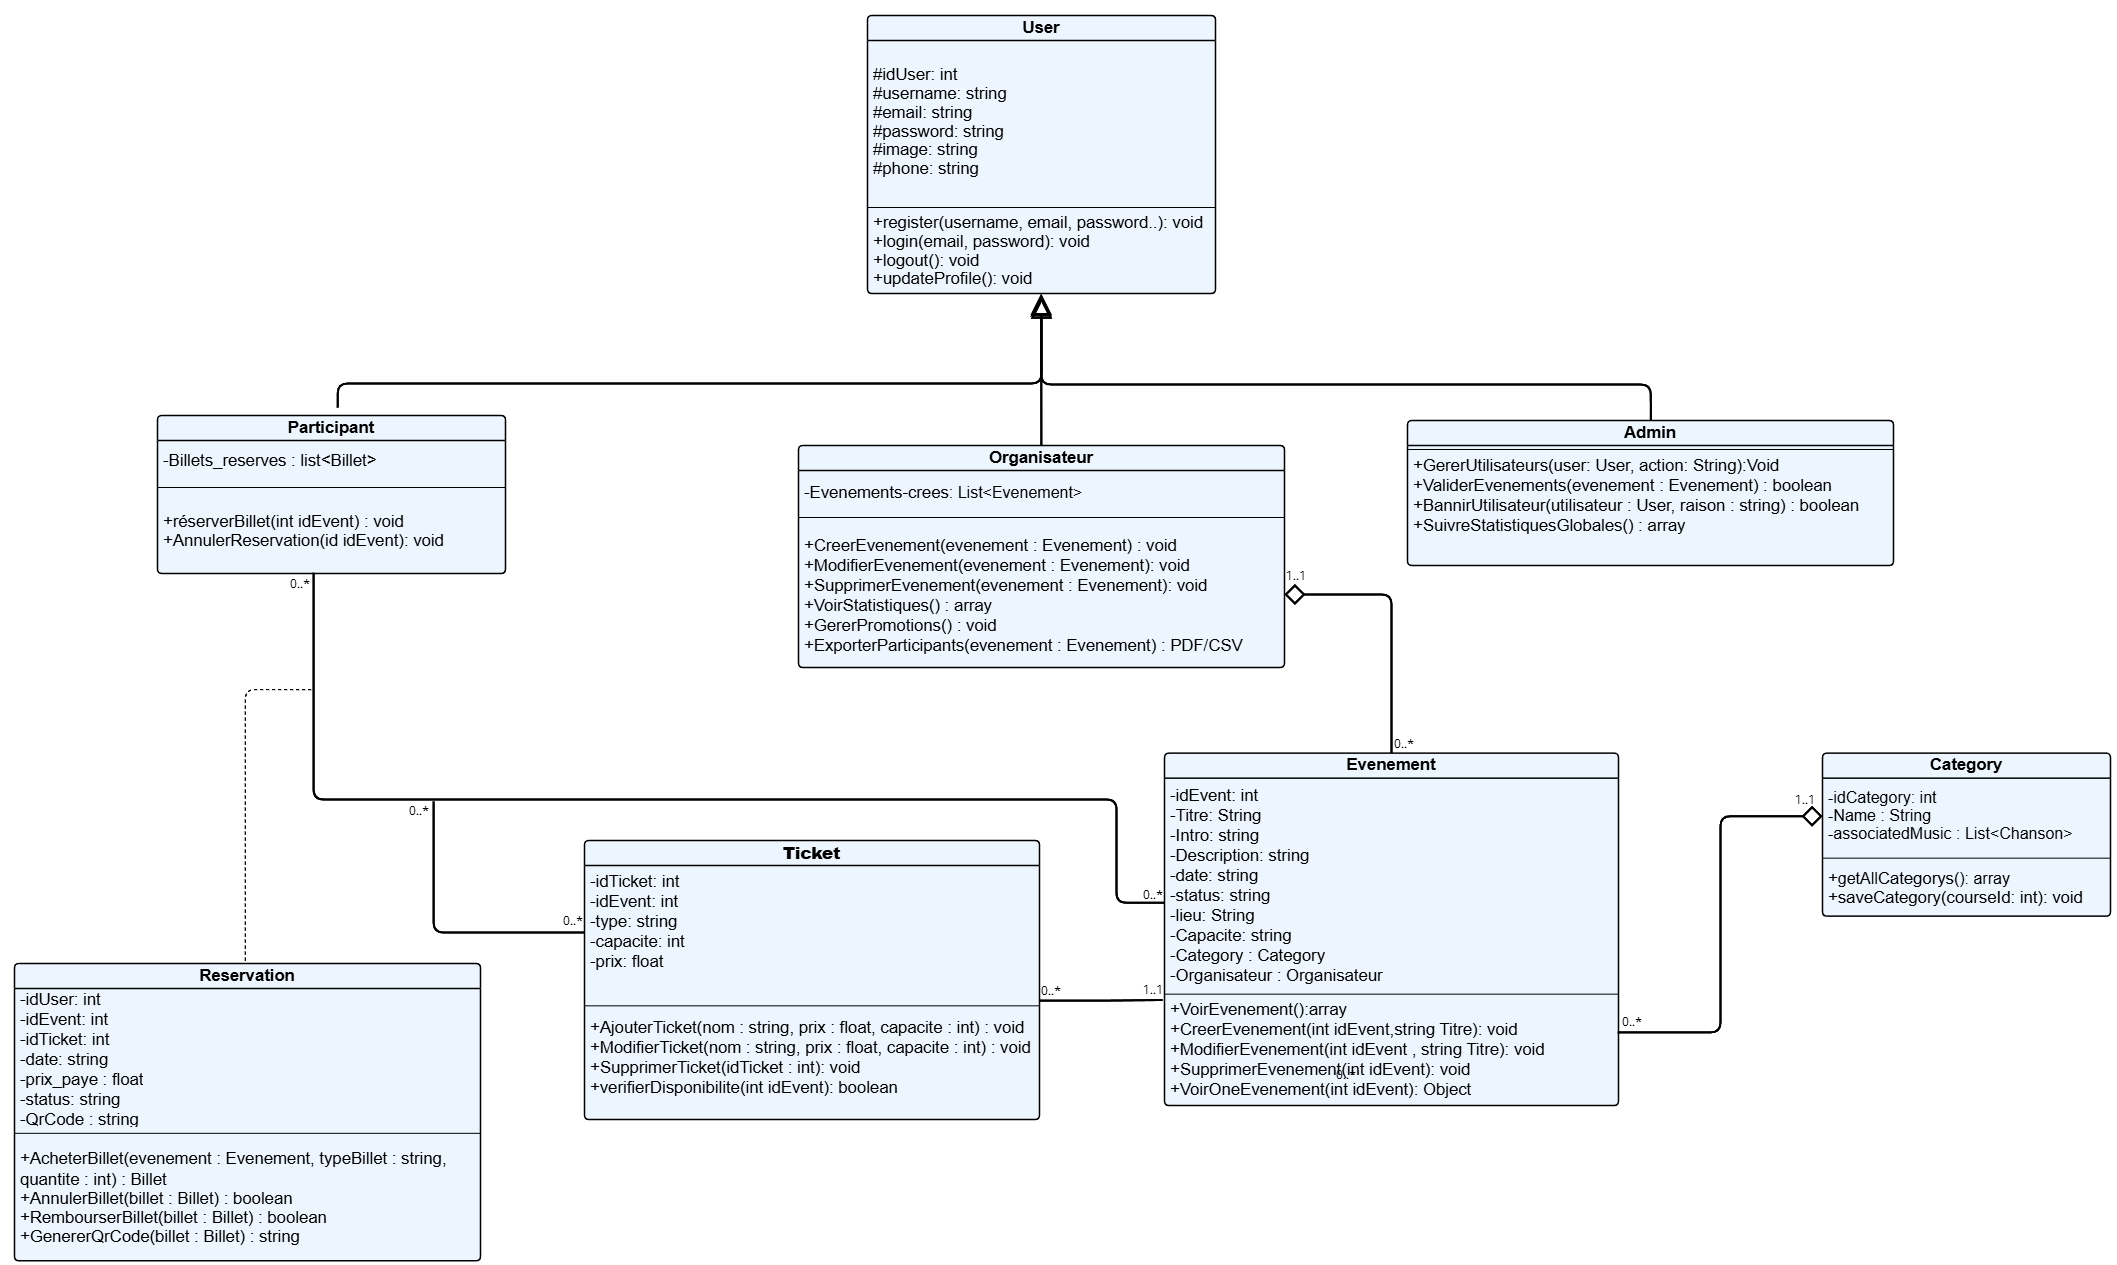 User
#idUser: int
#username: string
#email: string
#password: string
#image: string
#phone: string
+register(username, email, password..): void
+login(email, password): void
+logout(): void
+updateProfile(): void
Participant
-Billets_reserves : list<Billet>
+réserverBillet(int idEvent) : void
+AnnulerReservation(id idEvent): void
0..*
Organisateur
-Evenements-crees: List<Evenement>
+CreerEvenement(evenement : Evenement) : void
+ModifierEvenement(evenement : Evenement): void
+SupprimerEvenement(evenement : Evenement): void
+VoirStatistiques() : array
+GererPromotions() : void
+ExporterParticipants(evenement : Evenement) : PDF/CSV
1..1
0..*
Admin
+GererUtilisateurs(user: User, action: String):Void
+ValiderEvenements(evenement : Evenement) : boolean
+BannirUtilisateur(utilisateur : User, raison : string) : boolean
+SuivreStatistiquesGlobales() : array
0..*
0..*
Ticket
-idTicket: int
-idEvent: int
-type: string
-capacite: int
-prix: float
+AjouterTicket(nom : string, prix : float, capacite : int) : void
+ModifierTicket(nom : string, prix : float, capacite : int) : void
+SupprimerTicket(idTicket : int): void
+verifierDisponibilite(int idEvent): boolean
0..*
1..1
0..*
Evenement
-idEvent: int
-Titre: String
-Intro: string
-Description: string
-date: string
-status: string
-lieu: String
-Capacite: string
-Category : Category
-Organisateur : Organisateur
+VoirEvenement():array
+CreerEvenement(int idEvent,string Titre): void
+ModifierEvenement(int idEvent , string Titre): void
+SupprimerEvenement(int idEvent): void
0..*
+VoirOneEvenement(int idEvent): Object
0..*
1..1
Category
-idCategory: int
-Name : String
-associatedMusic : List<Chanson>
+getAllCategorys(): array
+saveCategory(courseId: int): void
Reservation
-idUser: int
-idEvent: int
-idTicket: int
-date: string
-prix_paye : float
-status: string
-QrCode : string
+AcheterBillet(evenement : Evenement, typeBillet : string,
quantite : int) : Billet
+AnnulerBillet(billet : Billet) : boolean
+RembourserBillet(billet : Billet) : boolean
+GenererQrCode(billet : Billet) : string